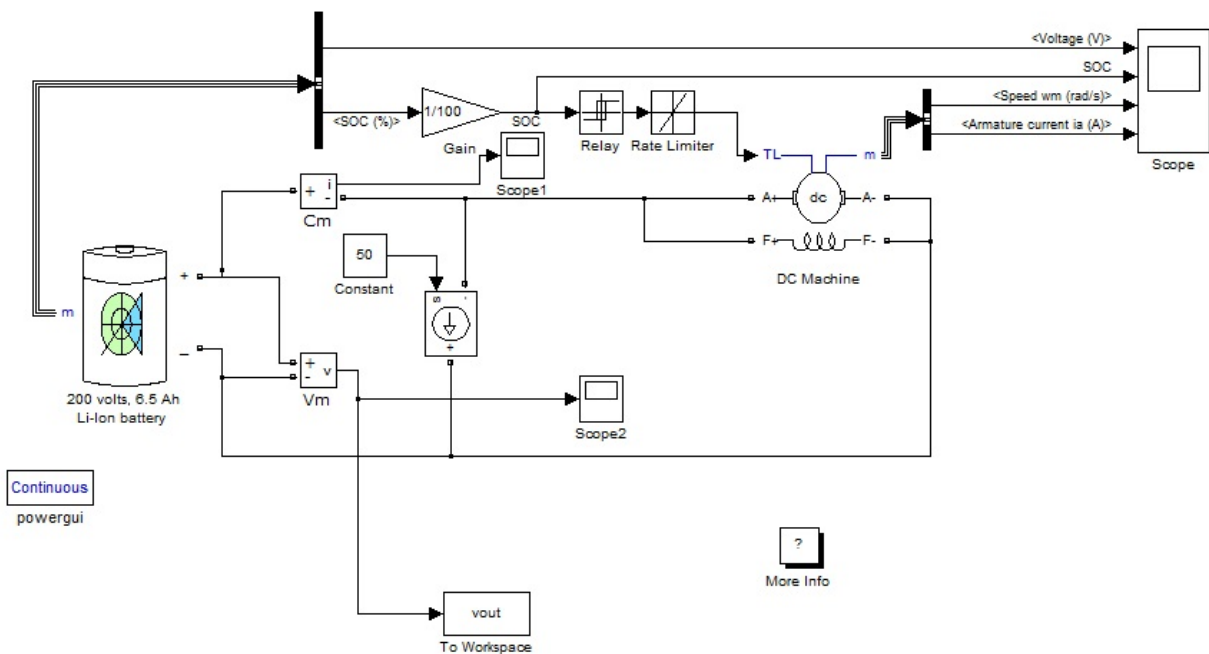 <Voltage (V)>
SOC
<Speed wm (rad/s)>
<Armature current ia (A)>
Scope
<SOC (%)>
1/100
Gain
SOC
Scope1
Relay
Rate Limiter
TL
m
+
i
-
Cm
A+
dc
A-
F+
F-
DC Machine
50
Constant
s
-
+
m
+
_
200 volts, 6.5 Ah
Li-Ion battery
+
-
v
Vm
Scope2
Continuous
powergui
?
More Info
vout
To Workspace